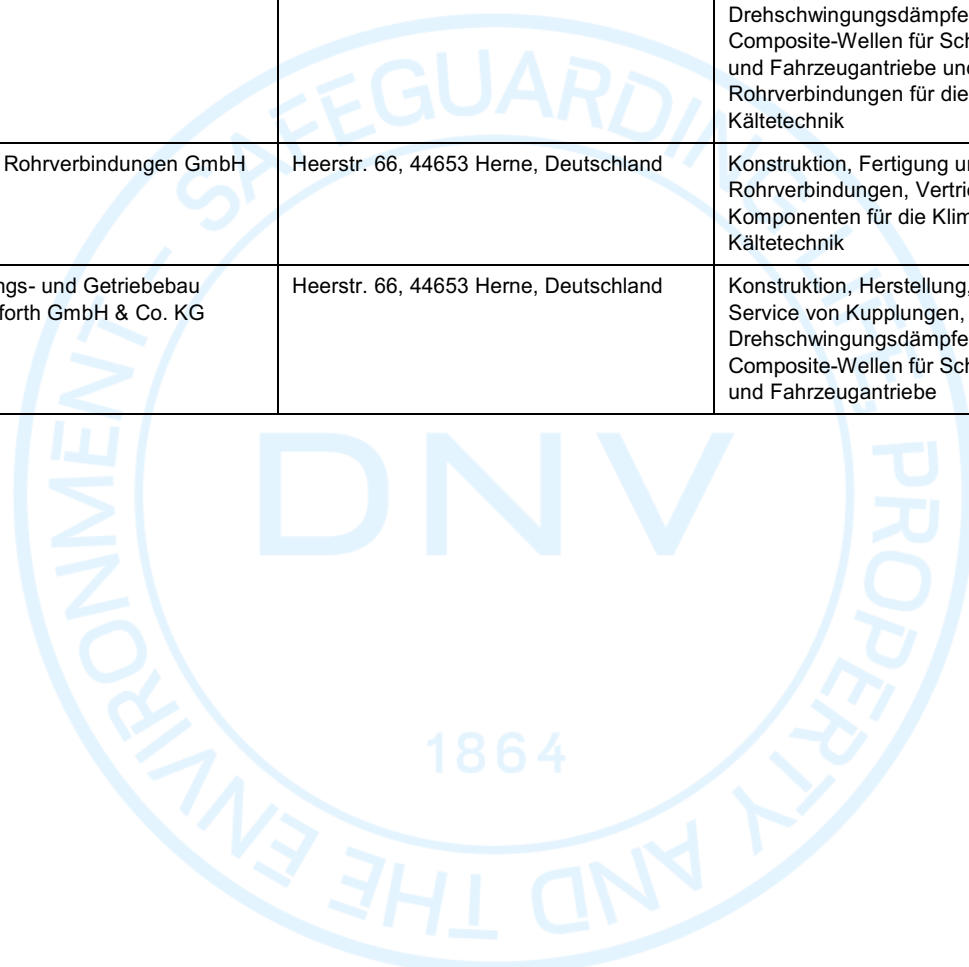 Drehschwingungsdämpfe
Composite-Wellen für Sch
und Fahrzeugantriebe und
Rohrverbindungen für die
Kältetechnik
Rohrverbindungen GmbH
Heerstr. 66, 44653 Herne, Deutschland
Konstruktion, Fertigung un
Rohrverbindungen, Vertrie
Komponenten für die Klim
Kältetechnik
ngs- und Getriebebau
forth GmbH & Co. KG
Heerstr. 66, 44653 Herne, Deutschland
Konstruktion, Herstellung,
Service von Kupplungen,
Drehschwingungsdämpfe
Composite-Wellen für Sch
und Fahrzeugantriebe
SAFEGUARDING LIFE, PROPERTY AND THE ENVIRONMENT –
DNV
1864